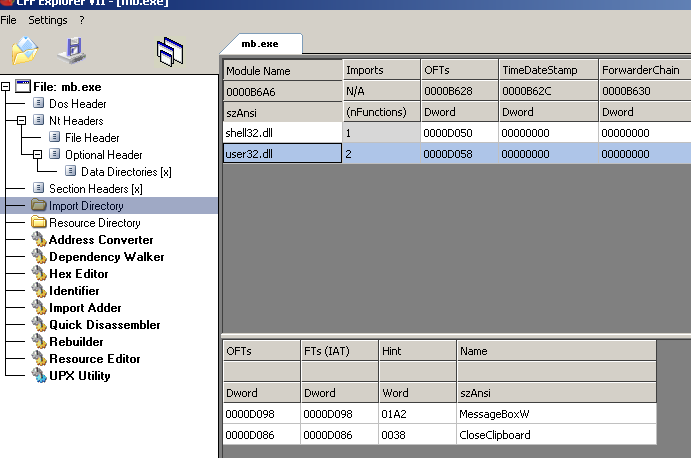 CFF Explorer VII - [mb.exe]
File Settings ?
mb.exe
File: mb.exe
Dos Header
Nt Headers
File Header
Optional Header
Data Directories [x]
Section Headers [x]
Import Directory
Resource Directory
Address Converter
Dependency Walker
Hex Editor
Identifier
Import Adder
Quick Disassembler
Rebuilder
Resource Editor
UPX Utility
Module Name Imports OFTs TimeDateStamp ForwarderChain
0000B6A6 N/A 0000B628 0000B62C 0000B630
szAnsi (nFunctions) Dword Dword Dword
shell32.dll 1 0000D050 00000000 00000000
user32.dll 2 0000D058 00000000 00000000
OFTs FTs (IAT) Hint Name
Dword Dword Word szAnsi
0000D098 0000D098 01A2 MessageBoxW
0000D086 0000D086 0038 CloseClipboard